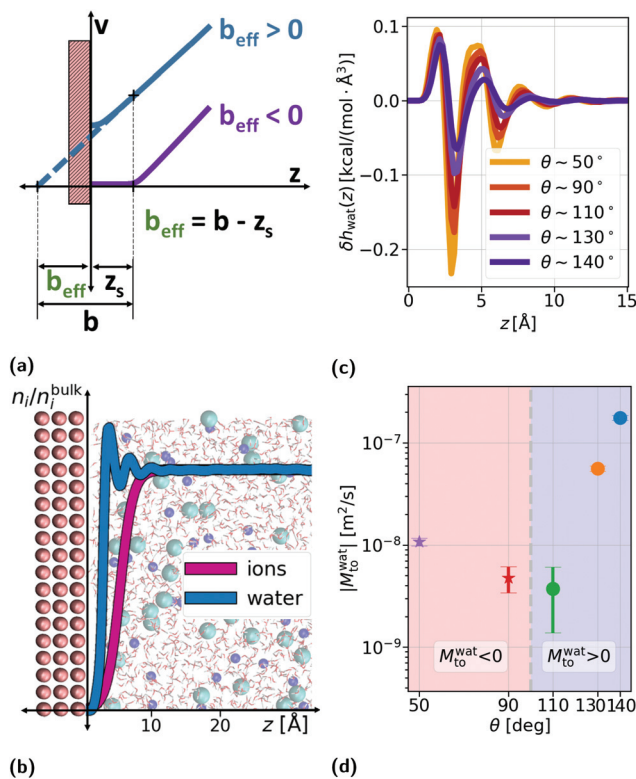 v
b_eff > 0
b_eff < 0
z
b_eff = b - z_s
b_eff
z_s
b
(a)
δh_wat(z) [kcal/(mol · Å³)]
0.1
0.0
−0.1
−0.2
θ ~ 50°
θ ~ 90°
θ ~ 110°
θ ~ 130°
θ ~ 140°
0
5
10
15
z [Å]
(c)
n_i/n_i^bulk
ions
water
10
20
z [Å]
(b)
|M_to^wat| [m²/s]
10⁻⁷
10⁻⁸
10⁻⁹
M_to^wat<0
M_to^wat>0
50
90
110
130
140
θ [deg]
(d)